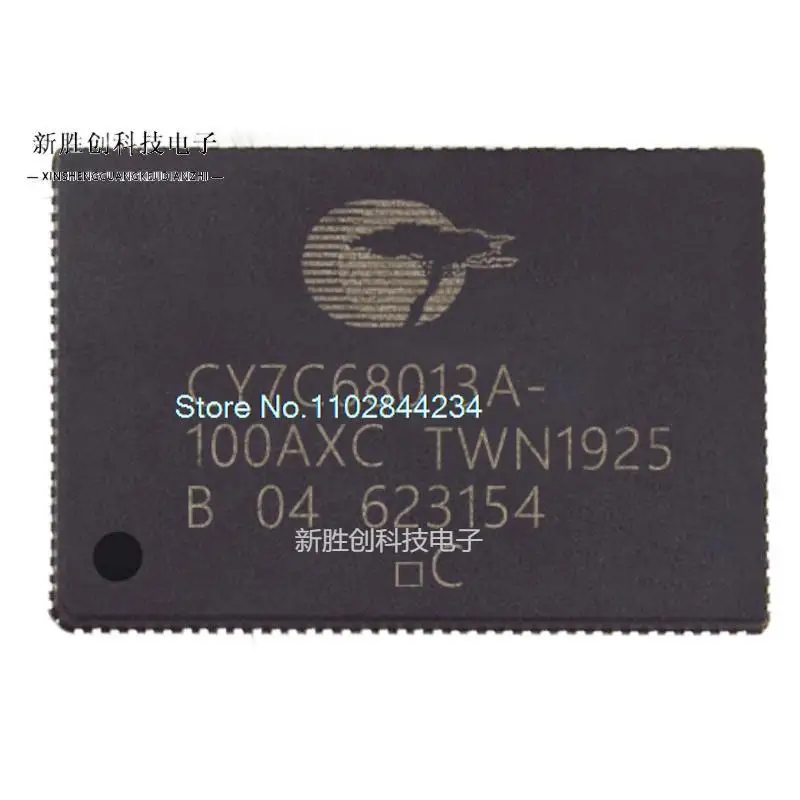 新胜创科技电子
— XINSHENGCUANGKEJIDIANZHI —
CY7C68013A-
Store No.1102844234
100AXC TWN1925
B 04 623154
新胜创科技电子
□C